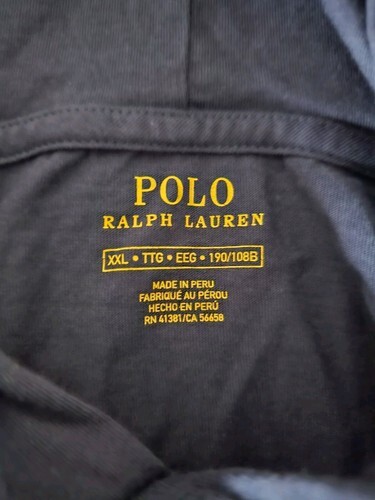 POLO
RALPH LAUREN
XXL • TTG • EEG • 190/108B
MADE IN PERU
FABRIQUÉ AU PÉROU
HECHO EN PERÚ
RN 41381/CA 56658